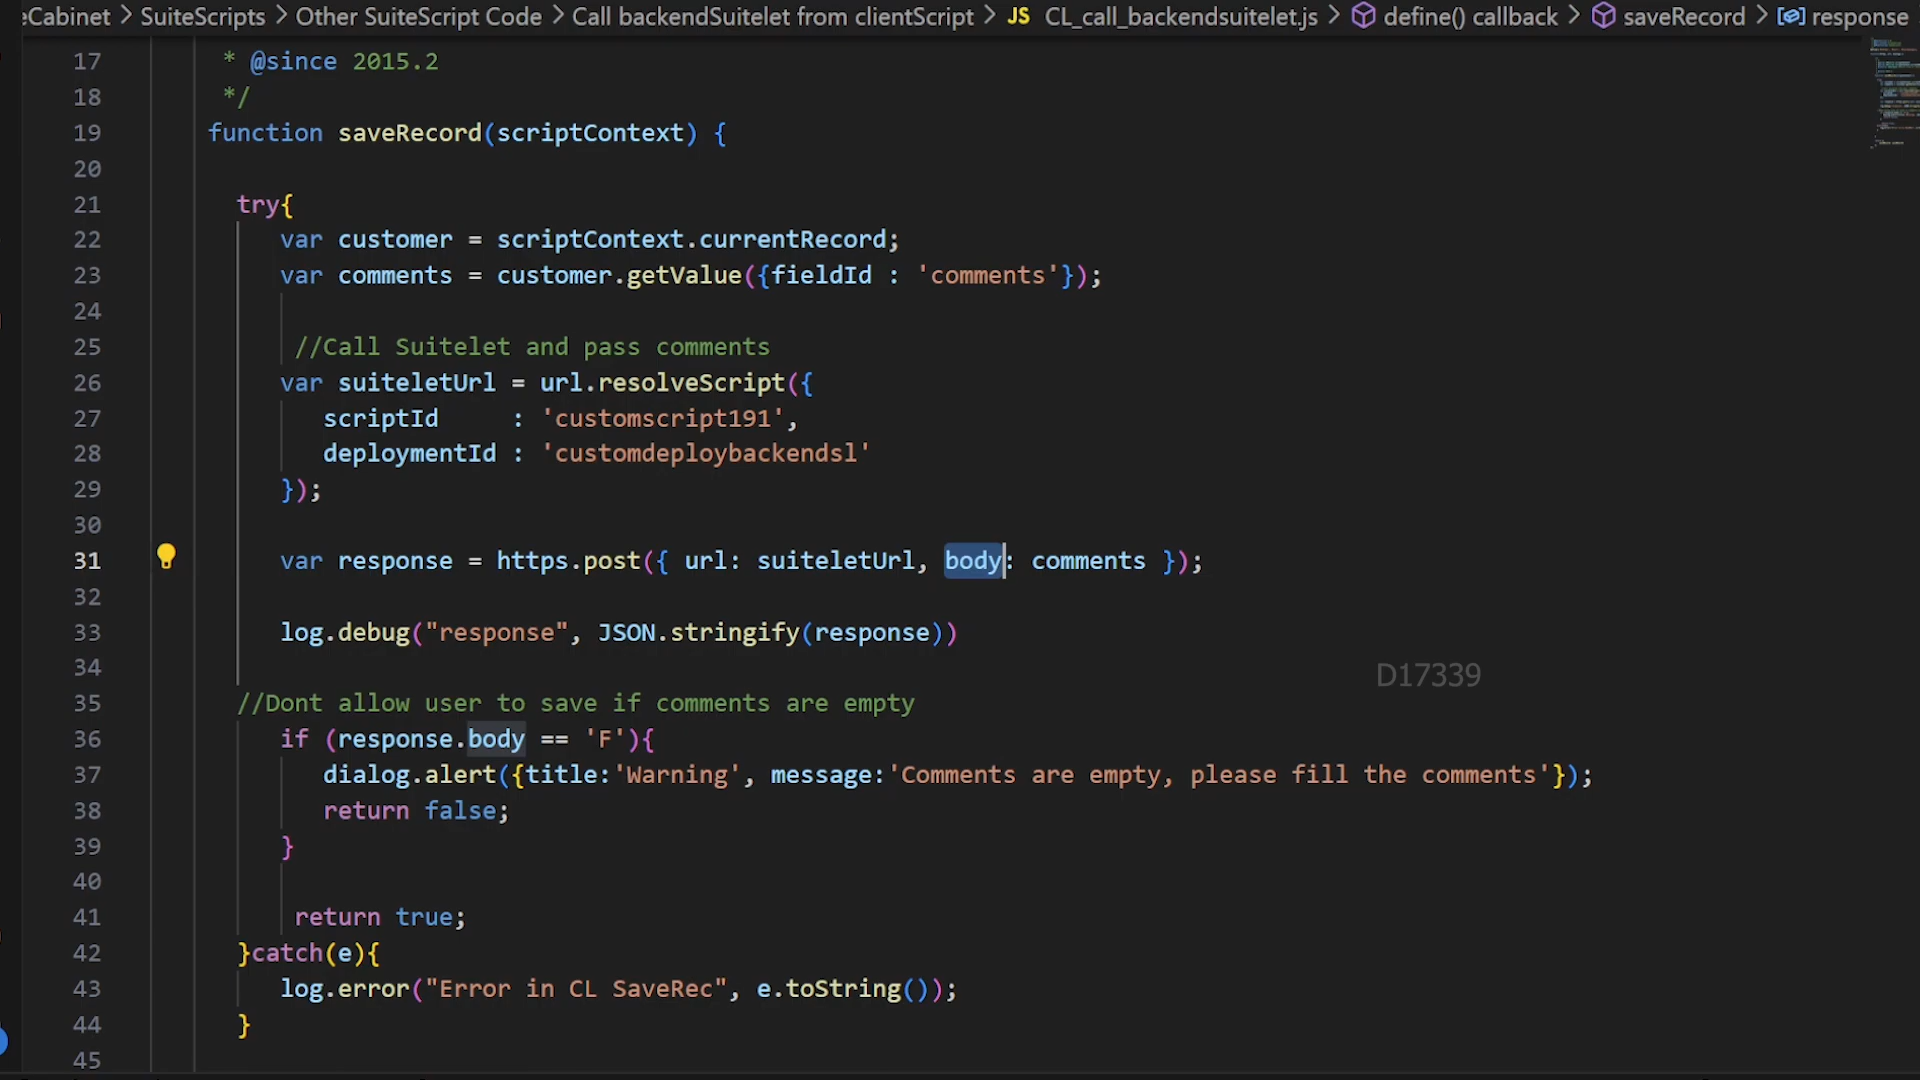 eCabinet > SuiteScripts > Other SuiteScript Code > Call backendSuitelet from clientScript > JS CL_call_backendsuitelet.js > define() callback > saveRecord > response
17 * @since 2015.2
18 */
19 function saveRecord(scriptContext) {
20
21 try{
22 var customer = scriptContext.currentRecord;
23 var comments = customer.getValue({fieldId : 'comments'});
24
25 //Call Suitelet and pass comments
26 var suiteletUrl = url.resolveScript({
27 scriptId : 'customscript191',
28 deploymentId : 'customdeploybackendsl'
29 });
30
31 var response = https.post({ url: suiteletUrl, body: comments });
32
33 log.debug("response", JSON.stringify(response))
34
D17339
35 //Dont allow user to save if comments are empty
36 if (response.body == 'F'){
37 dialog.alert({title:'Warning', message:'Comments are empty, please fill the comments'});
38 return false;
39 }
40
41 return true;
42 }catch(e){
43 log.error("Error in CL SaveRec", e.toString());
44 }
45